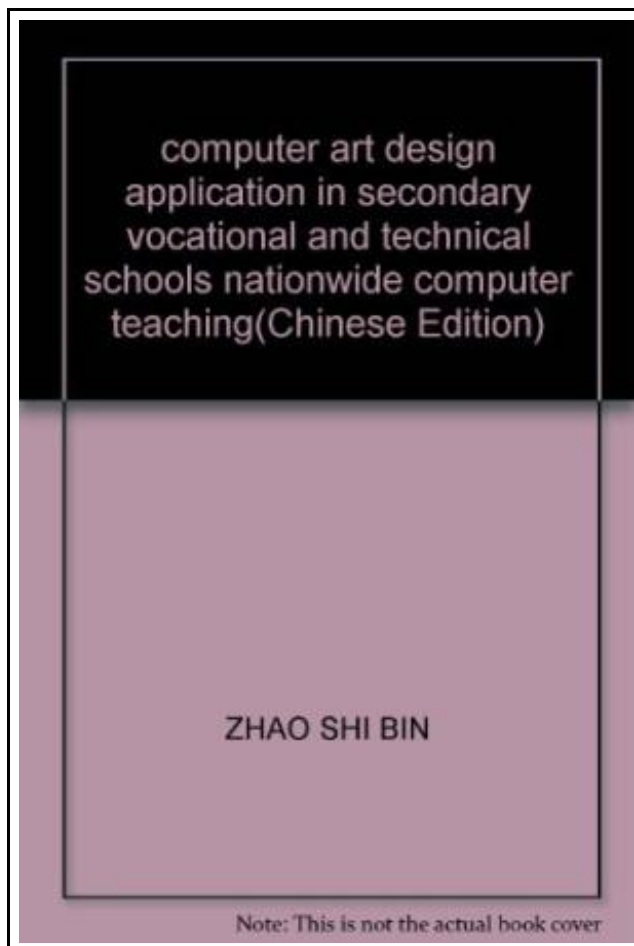 computer art design
application in secondary
vocational and technical
schools nationwide computer
teaching(Chinese Edition)
ZHAO SHI BIN
Note: This is not the actual book cover